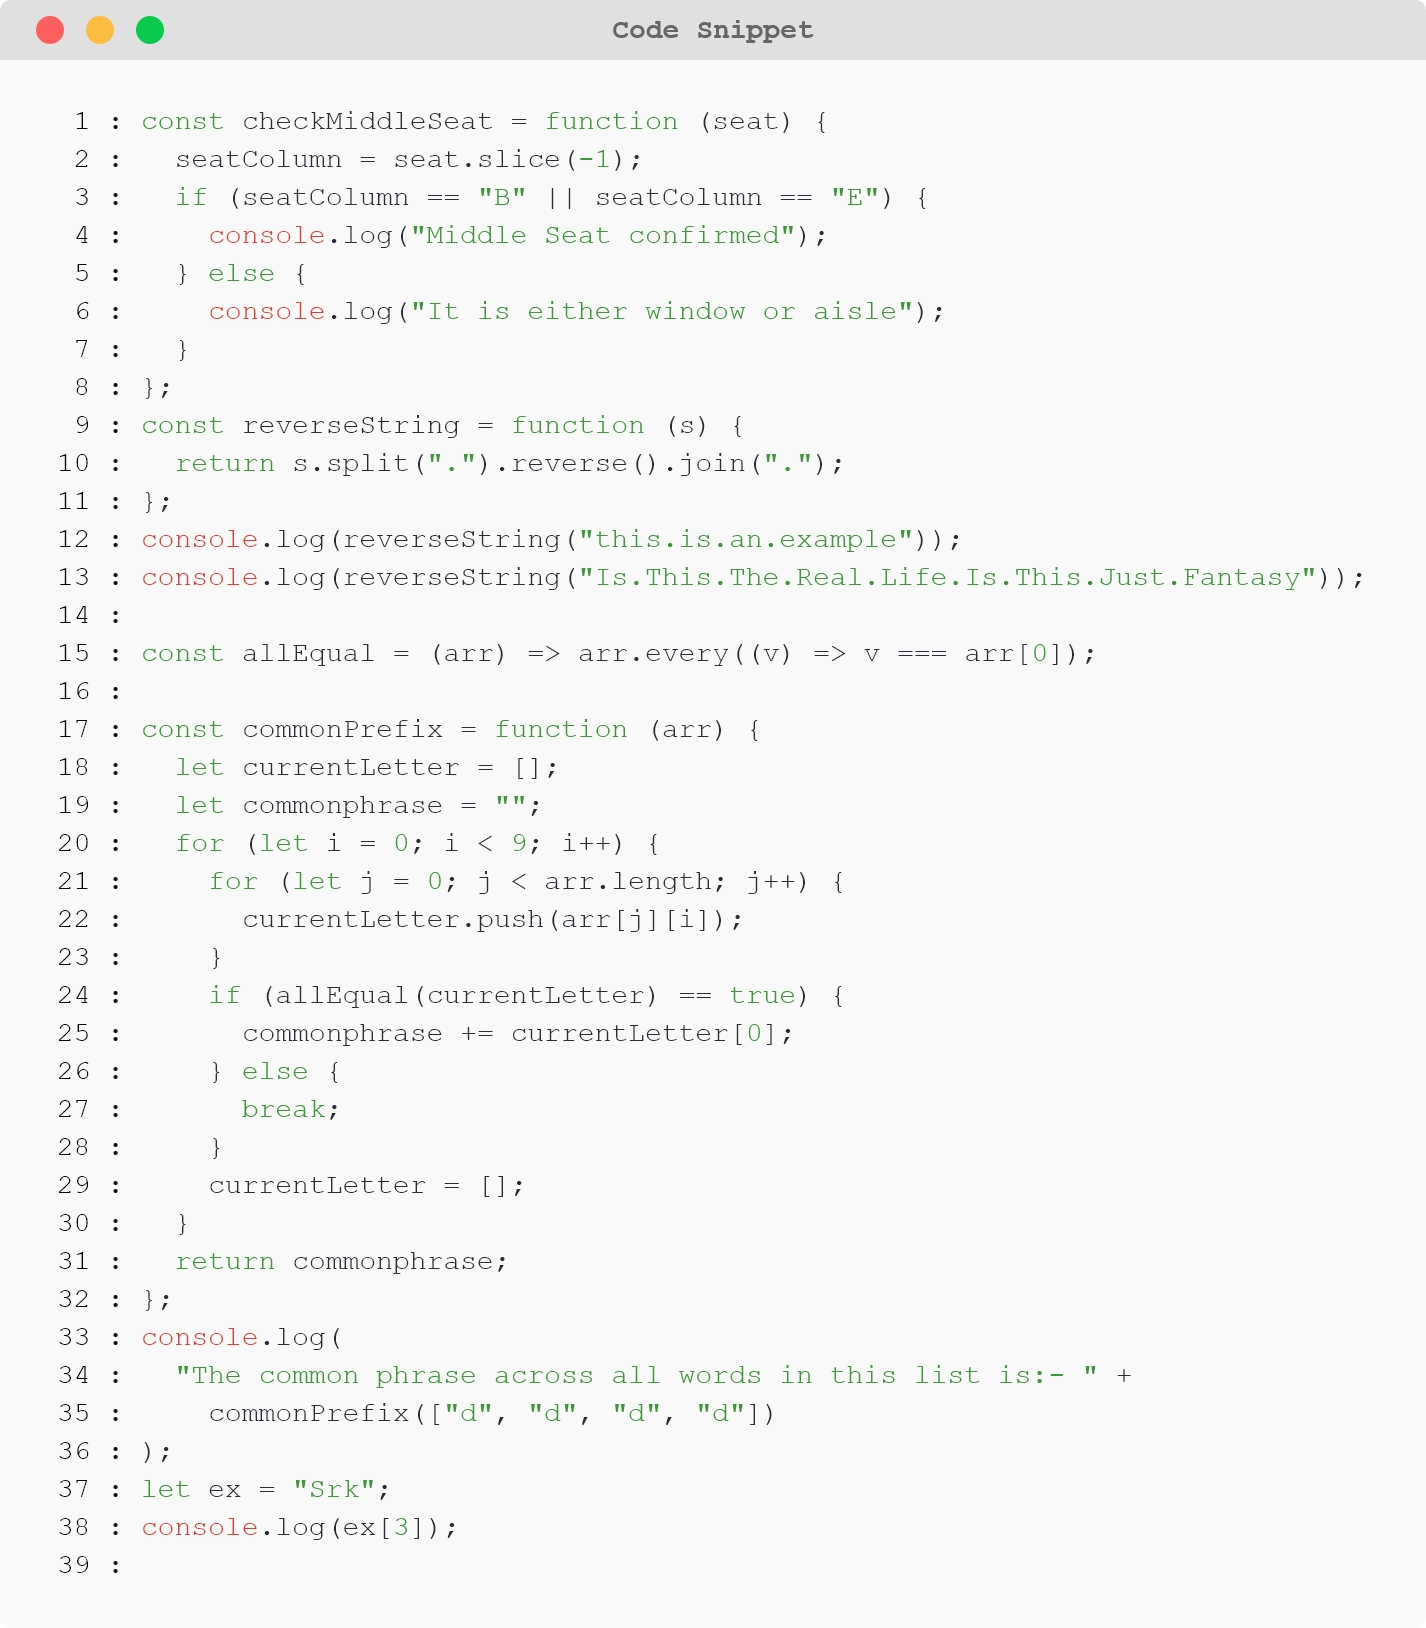 Code Snippet
1 : const checkMiddleSeat = function (seat) {
2 :   seatColumn = seat.slice(-1);
3 :   if (seatColumn == "B" || seatColumn == "E") {
4 :     console.log("Middle Seat confirmed");
5 :   } else {
6 :     console.log("It is either window or aisle");
7 :   }
8 : };
9 : const reverseString = function (s) {
10 :   return s.split(".").reverse().join(".");
11 : };
12 : console.log(reverseString("this.is.an.example"));
13 : console.log(reverseString("Is.This.The.Real.Life.Is.This.Just.Fantasy"));
14 :
15 : const allEqual = (arr) => arr.every((v) => v === arr[0]);
16 :
17 : const commonPrefix = function (arr) {
18 :   let currentLetter = [];
19 :   let commonphrase = "";
20 :   for (let i = 0; i < 9; i++) {
21 :     for (let j = 0; j < arr.length; j++) {
22 :       currentLetter.push(arr[j][i]);
23 :     }
24 :     if (allEqual(currentLetter) == true) {
25 :       commonphrase += currentLetter[0];
26 :     } else {
27 :       break;
28 :     }
29 :     currentLetter = [];
30 :   }
31 :   return commonphrase;
32 : };
33 : console.log(
34 :   "The common phrase across all words in this list is:- " +
35 :     commonPrefix(["d", "d", "d", "d"])
36 : );
37 : let ex = "Srk";
38 : console.log(ex[3]);
39 :